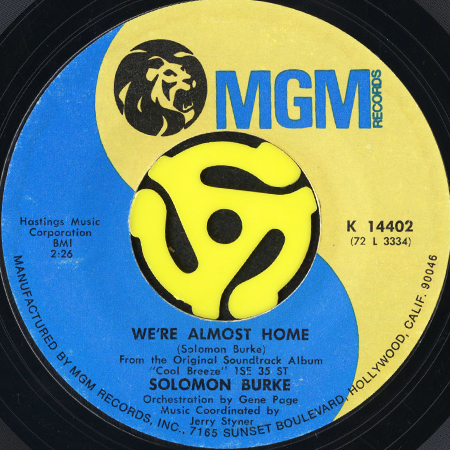 MGM
RECORDS
Hastings Music
Corporation
BMI
2:26
K 14402
(72 L 3334)
WE'RE ALMOST HOME
(Solomon Burke)
From the Original Soundtrack Album
"Cool Breeze" 1SE 35 ST
SOLOMON BURKE
Orchestration by Gene Page
Music Coordinated by
Jerry Styner
MANUFACTURED BY MGM RECORDS, INC., 7165 SUNSET BOULEVARD, HOLLYWOOD, CALIF. 90046